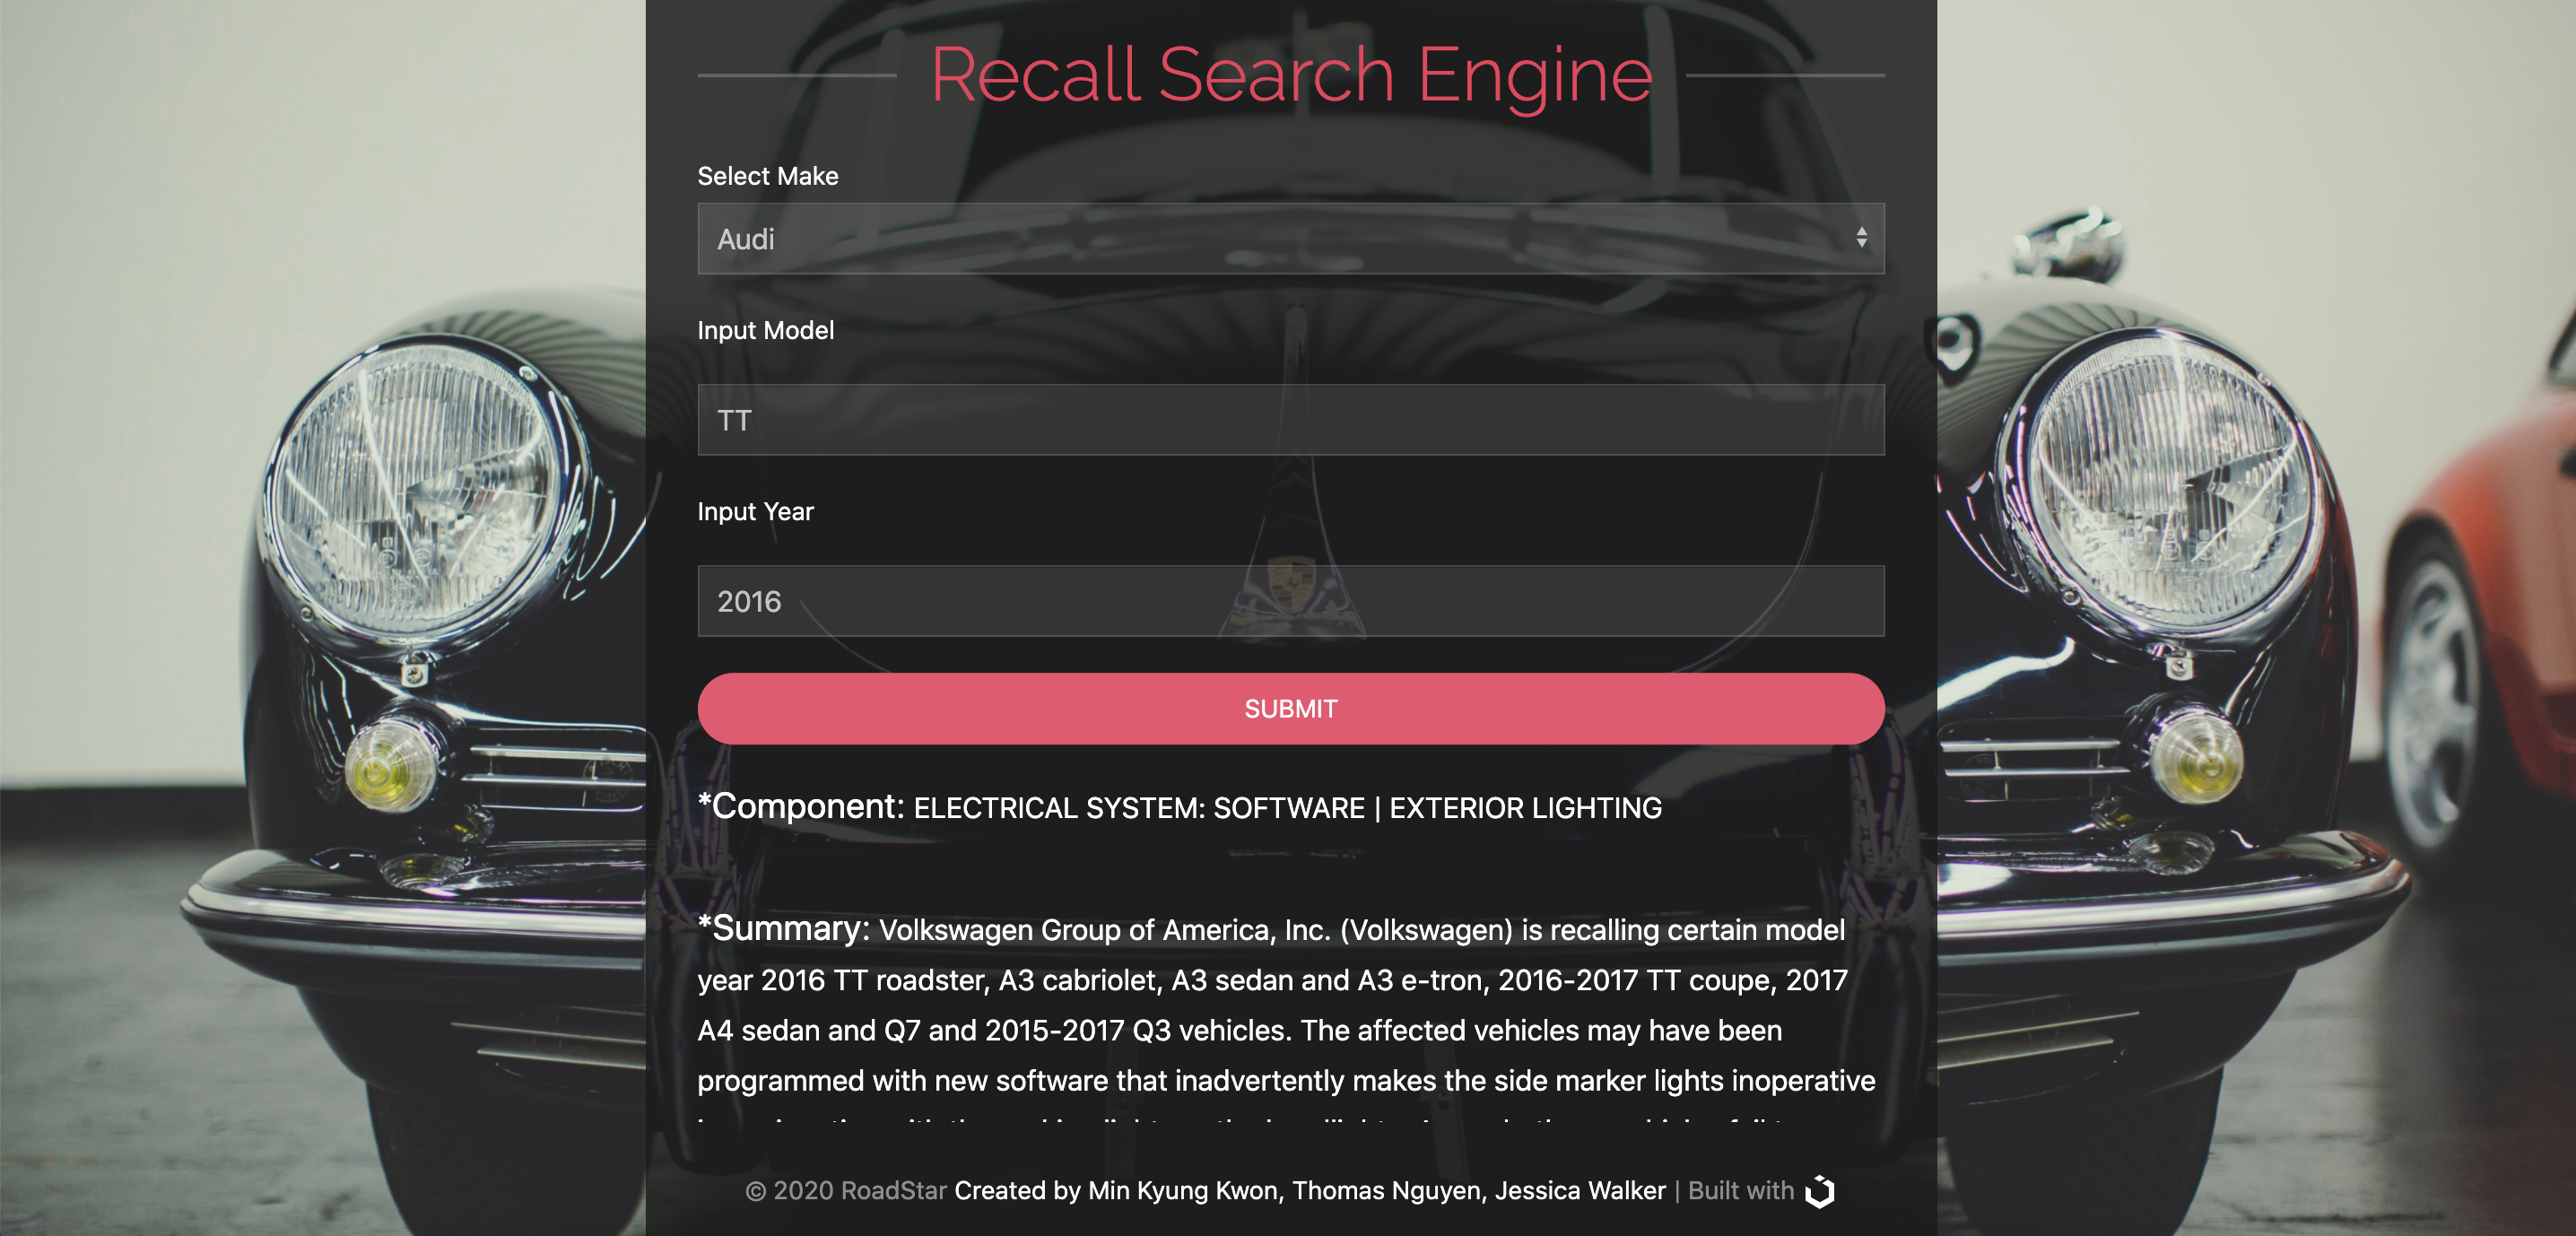 Recall Search Engine
Select Make
Audi
Input Model
TT
Input Year
2016
SUBMIT
*Component: ELECTRICAL SYSTEM: SOFTWARE | EXTERIOR LIGHTING
*Summary: Volkswagen Group of America, Inc. (Volkswagen) is recalling certain model
year 2016 TT roadster, A3 cabriolet, A3 sedan and A3 e-tron, 2016-2017 TT coupe, 2017
A4 sedan and Q7 and 2015-2017 Q3 vehicles. The affected vehicles may have been
programmed with new software that inadvertently makes the side marker lights inoperative
© 2020 RoadStar Created by Min Kyung Kwon, Thomas Nguyen, Jessica Walker | Built with